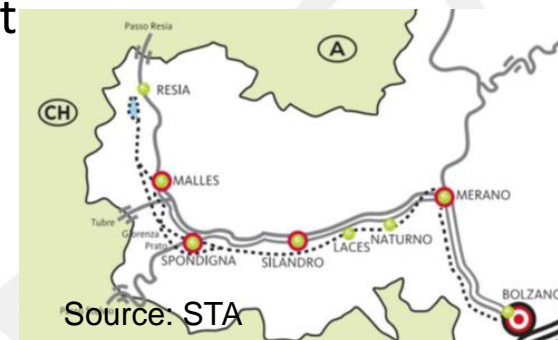 t
Passo Resia
A
RESIA
CH
MALLES
MERANO
Tubre
Glorenza
Prato
SPONDIGNA
SILANDRO
LACES
NATURNO
BOLZANO
Source: STA